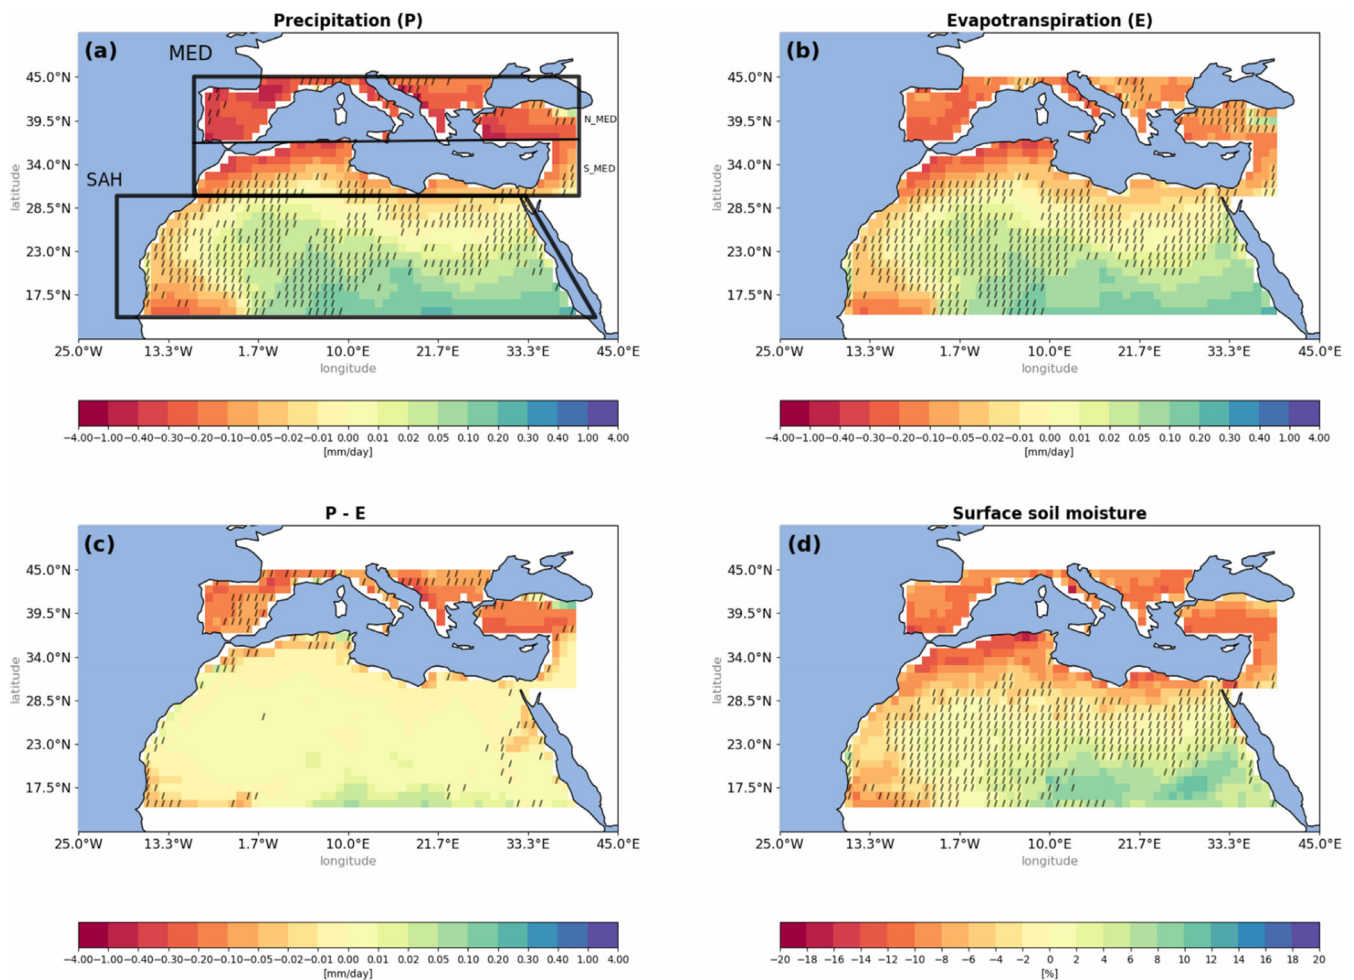 Precipitation (P)
(a)
MED
SAH
N_MED
S_MED
45.0°N
39.5°N
34.0°N
28.5°N
23.0°N
17.5°N
latitude
25.0°W 13.3°W 1.7°W 10.0°E 21.7°E 33.3°E 45.0°E
longitude
−4.00 −1.00 −0.40 −0.30 −0.20 −0.10 −0.05 −0.02 −0.01 0.00 0.01 0.02 0.05 0.10 0.20 0.30 0.40 1.00 4.00
[mm/day]
Evapotranspiration (E)
(b)
45.0°N
39.5°N
34.0°N
28.5°N
23.0°N
17.5°N
latitude
25.0°W 13.3°W 1.7°W 10.0°E 21.7°E 33.3°E 45.0°E
longitude
−4.00 −1.00 −0.40 −0.30 −0.20 −0.10 −0.05 −0.02 −0.01 0.00 0.01 0.02 0.05 0.10 0.20 0.30 0.40 1.00 4.00
[mm/day]
P - E
(c)
45.0°N
39.5°N
34.0°N
28.5°N
23.0°N
17.5°N
latitude
25.0°W 13.3°W 1.7°W 10.0°E 21.7°E 33.3°E 45.0°E
longitude
−4.00 −1.00 −0.40 −0.30 −0.20 −0.10 −0.05 −0.02 −0.01 0.00 0.01 0.02 0.05 0.10 0.20 0.30 0.40 1.00 4.00
[mm/day]
Surface soil moisture
(d)
45.0°N
39.5°N
34.0°N
28.5°N
23.0°N
17.5°N
latitude
25.0°W 13.3°W 1.7°W 10.0°E 21.7°E 33.3°E 45.0°E
longitude
−20 −18 −16 −14 −12 −10 −8 −6 −4 −2 0 2 4 6 8 10 12 14 16 18 20
[%]